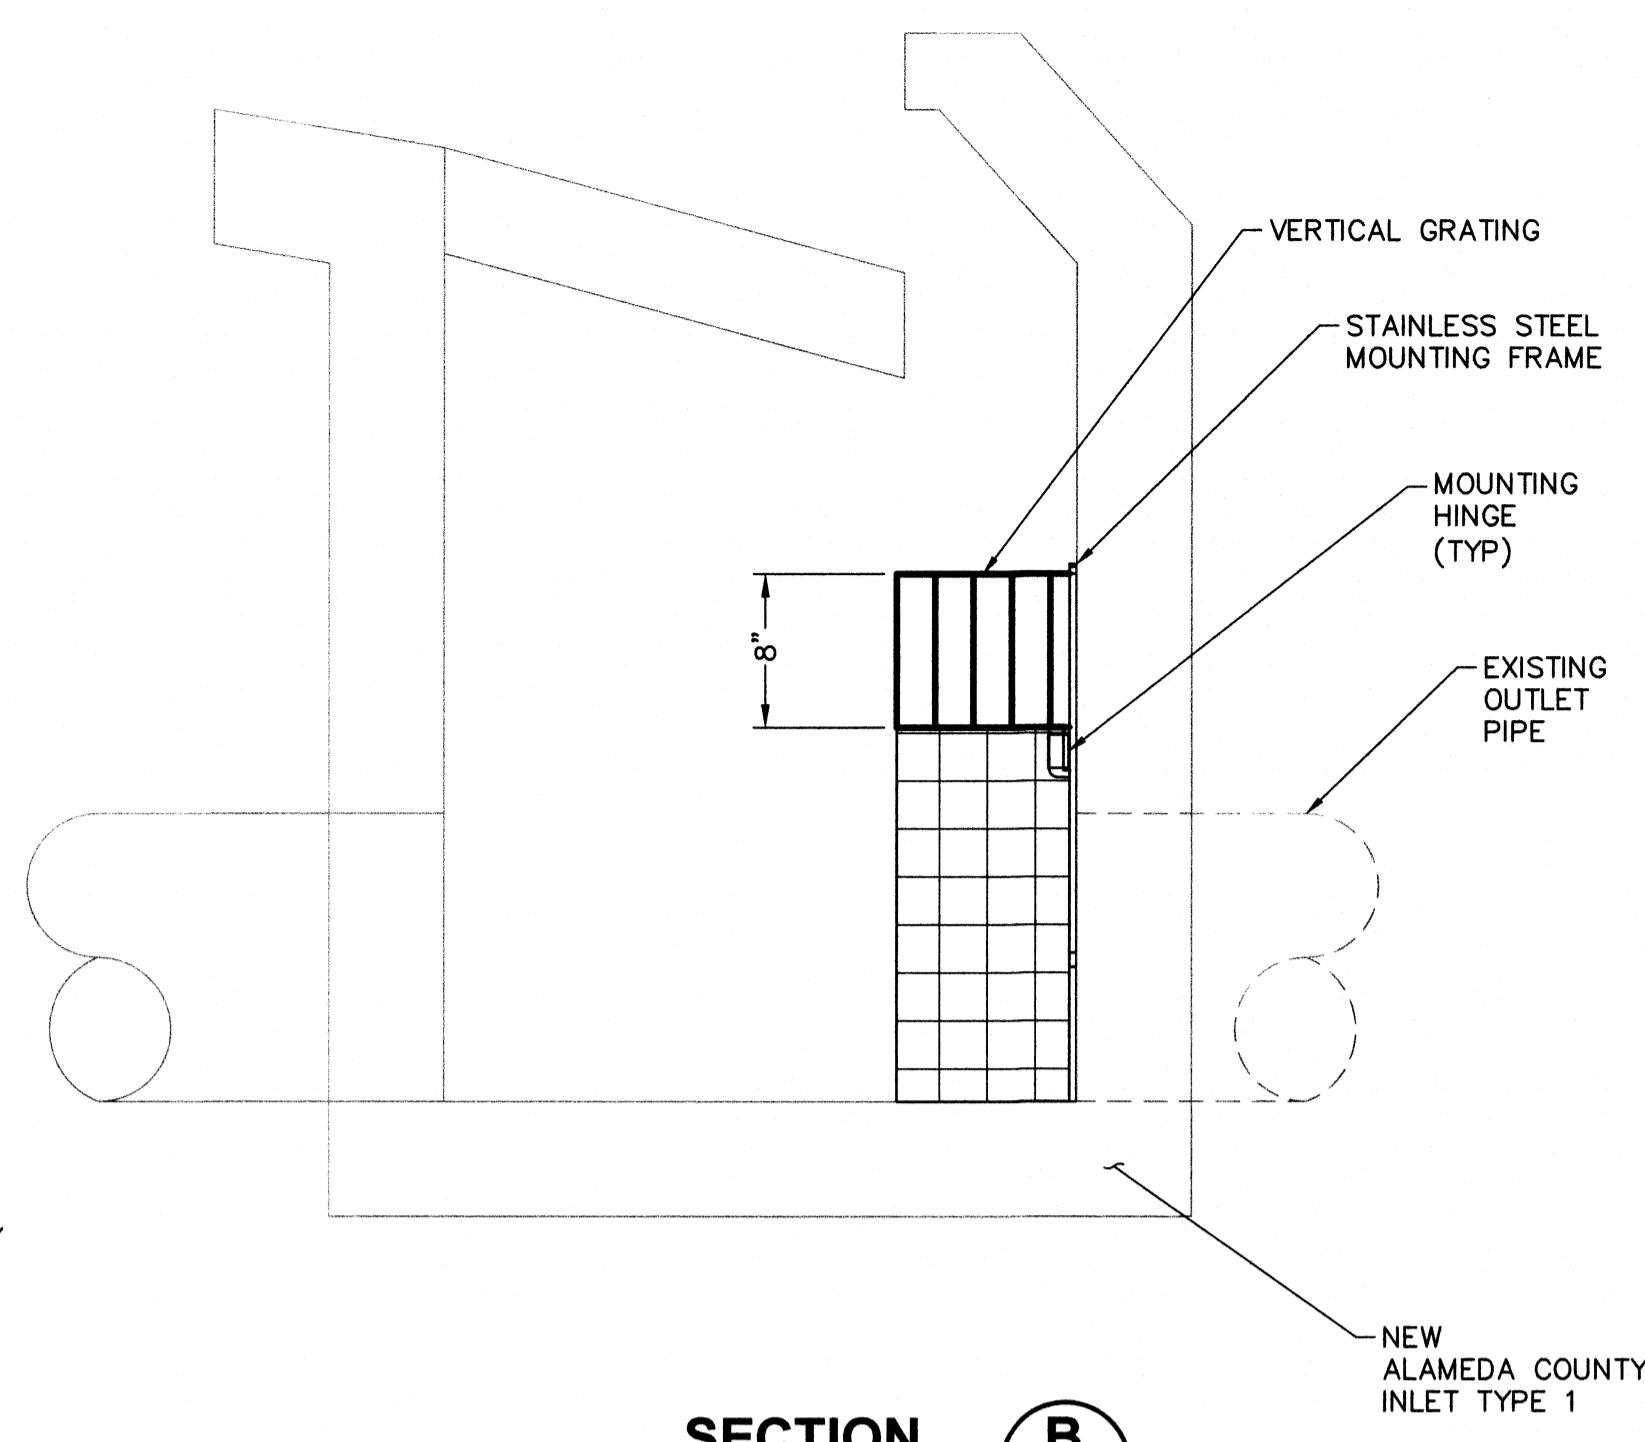 VERTICAL GRATING
STAINLESS STEEL
MOUNTING FRAME
MOUNTING
HINGE
(TYP)
8"
EXISTING
OUTLET
PIPE
NEW
ALAMEDA COUNTY
INLET TYPE 1
SECTION B